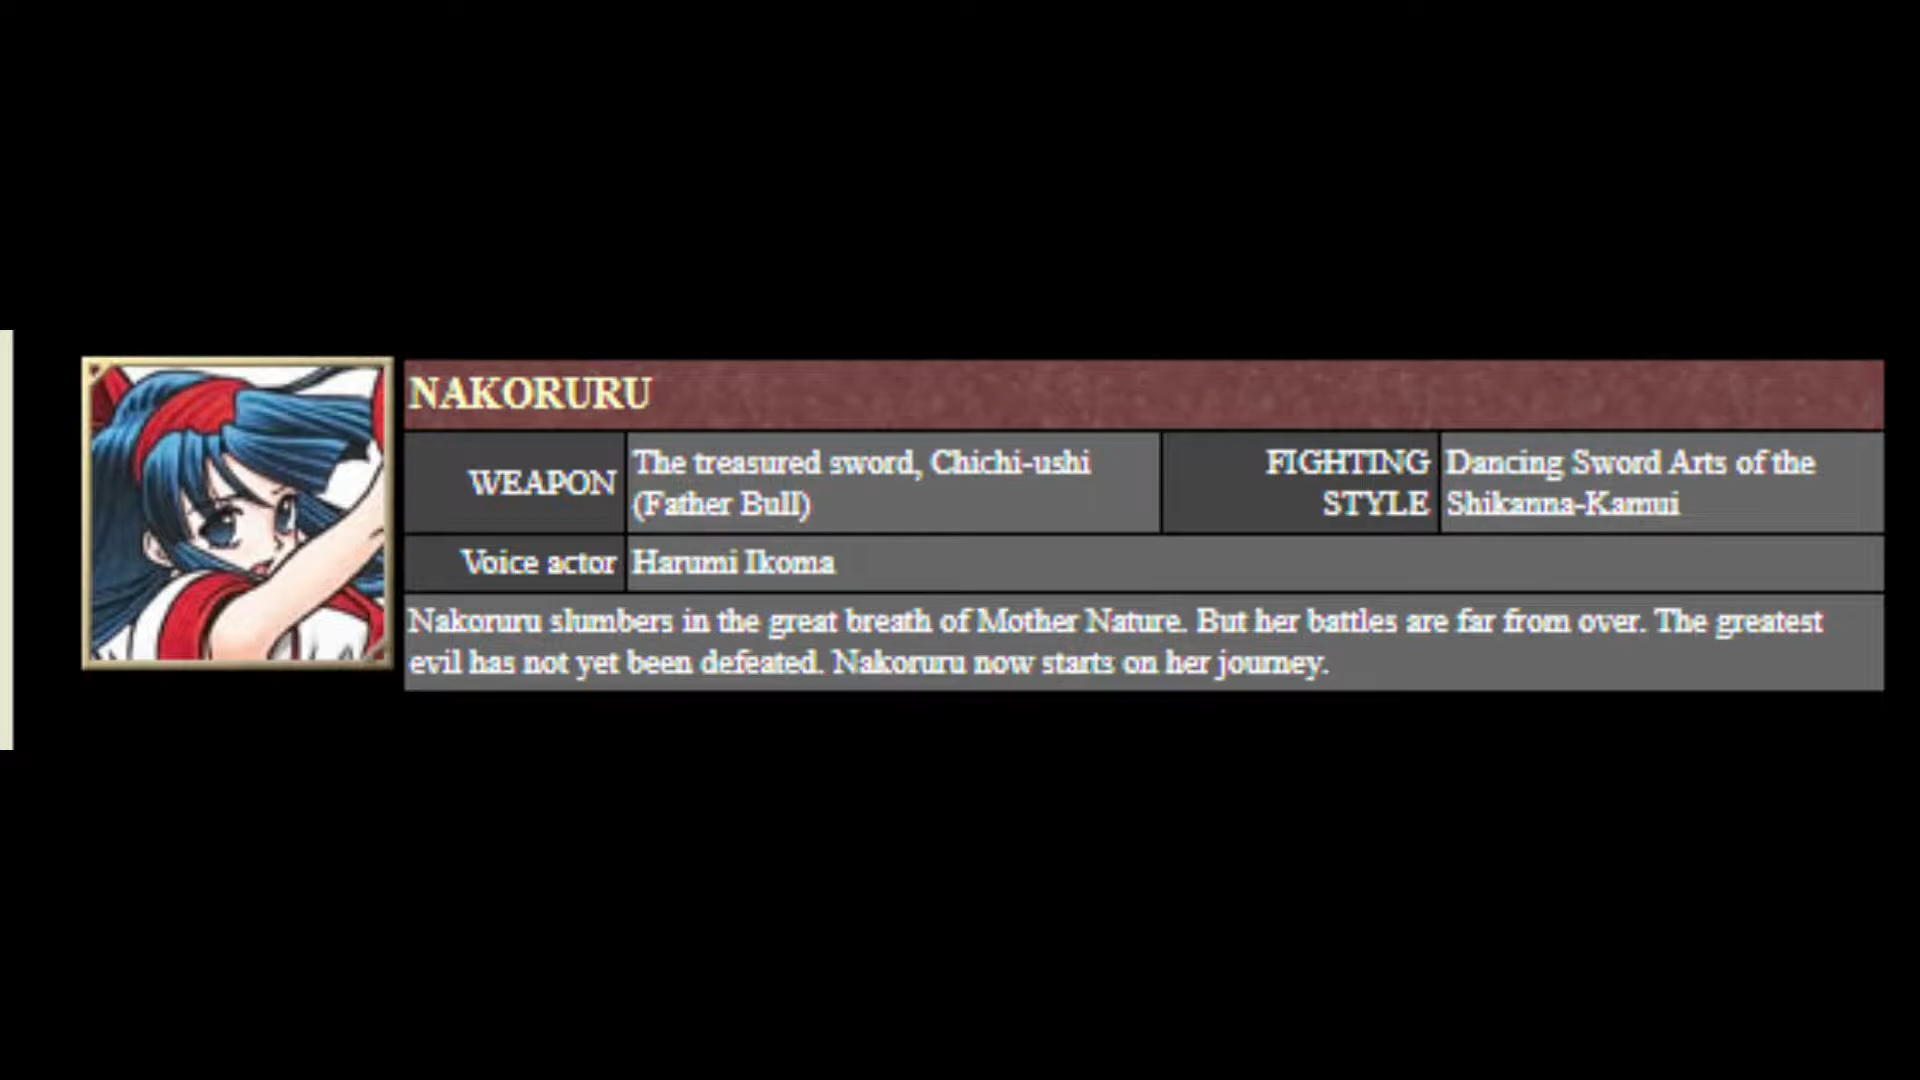 NAKORURU
WEAPON
The treasured sword, Chichi-ushi
(Father Bull)
FIGHTING
STYLE
Dancing Sword Arts of the
Shikanna-Kamui
Voice actor
Harumi Ikoma
Nakoruru slumbers in the great breath of Mother Nature. But her battles are far from over. The greatest
evil has not yet been defeated. Nakoruru now starts on her journey.